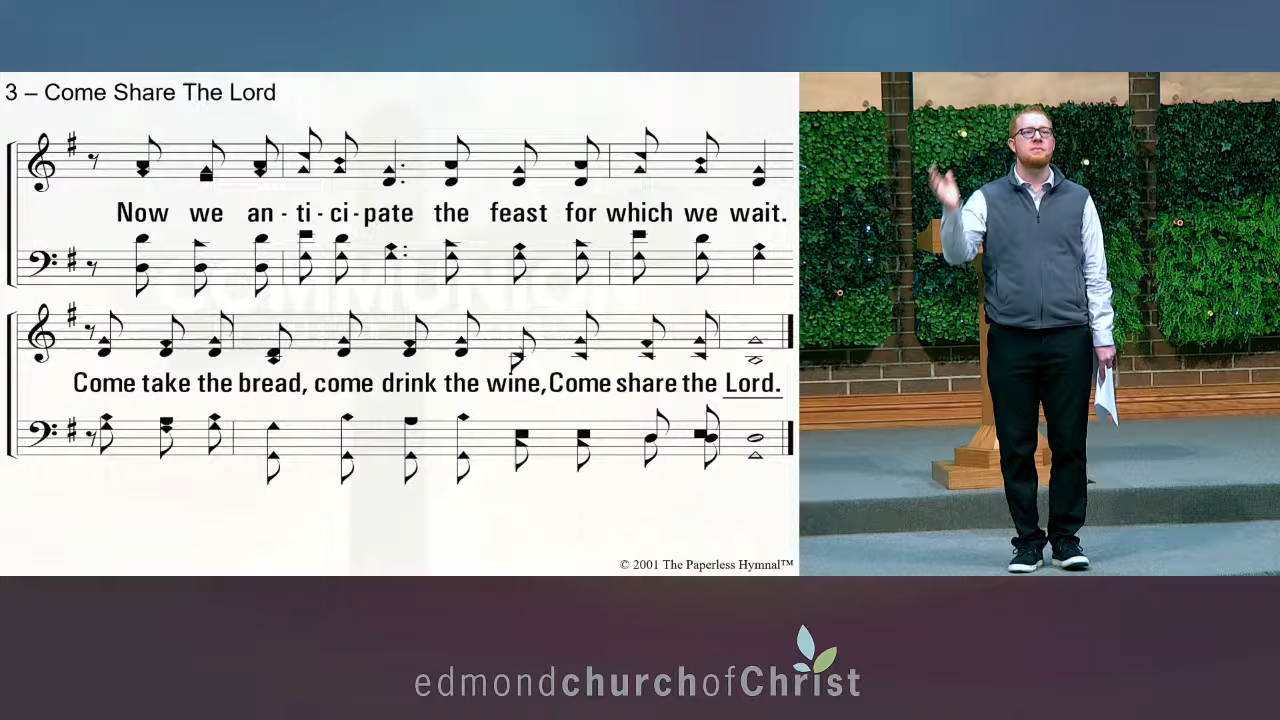 3 – Come Share The Lord
Now we an - ti - ci - pate the feast for which we wait.
Come take the bread, come drink the wine, Come share the Lord.
© 2001 The Paperless Hymnal™
edmondchurchofChrist